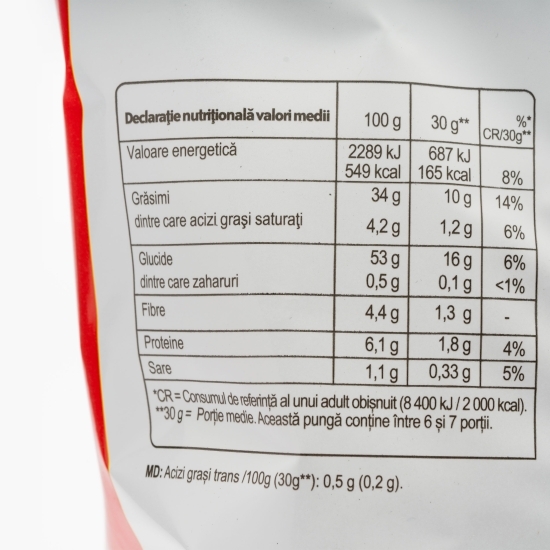 Declarație nutrițională valori medii 100 g 30 g** %* CR/30g**
Valoare energetică 2289 kJ 687 kJ
549 kcal 165 kcal 8%
Grăsimi 34 g 10 g 14%
dintre care acizi grași saturați 4,2 g 1,2 g 6%
Glucide 53 g 16 g 6%
dintre care zaharuri 0,5 g 0,1 g <1%
Fibre 4,4 g 1,3 g -
Proteine 6,1 g 1,8 g 4%
Sare 1,1 g 0,33 g 5%
*CR = Consumul de referință al unui adult obișnuit (8 400 kJ / 2 000 kcal).
**30 g = Porție medie. Această pungă conține între 6 și 7 porții.
MD: Acizi grași trans /100g (30g**): 0,5 g (0,2 g).